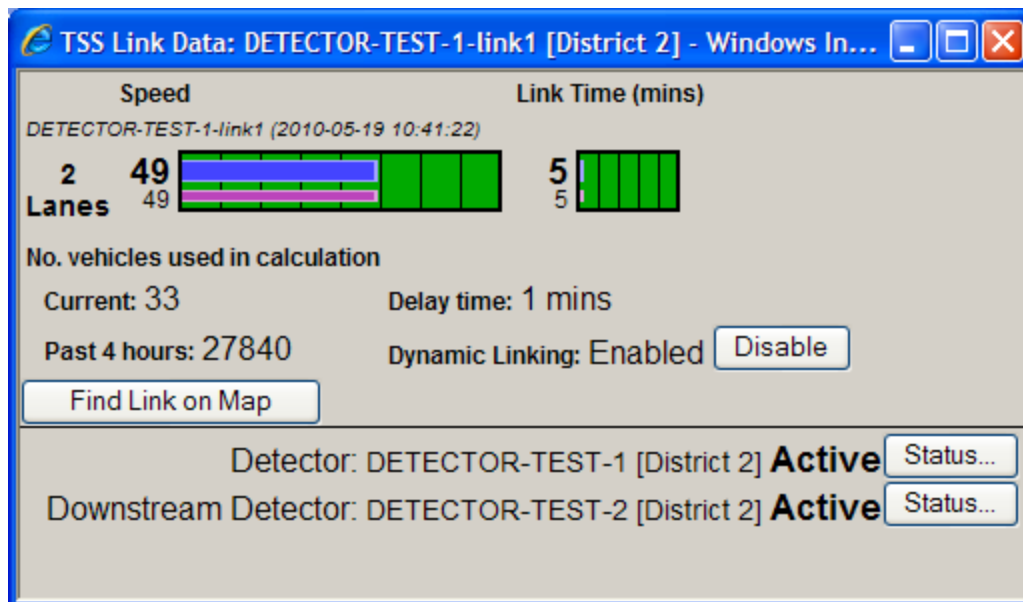 TSS Link Data: DETECTOR-TEST-1-link1 [District 2] - Windows In...
Speed Link Time (mins)
DETECTOR-TEST-1-link1 (2010-05-19 10:41:22)
2 Lanes 49 49 5 5
No. vehicles used in calculation
Current: 33 Delay time: 1 mins
Past 4 hours: 27840 Dynamic Linking: Enabled Disable
Find Link on Map
Detector: DETECTOR-TEST-1 [District 2] Active Status...
Downstream Detector: DETECTOR-TEST-2 [District 2] Active Status...